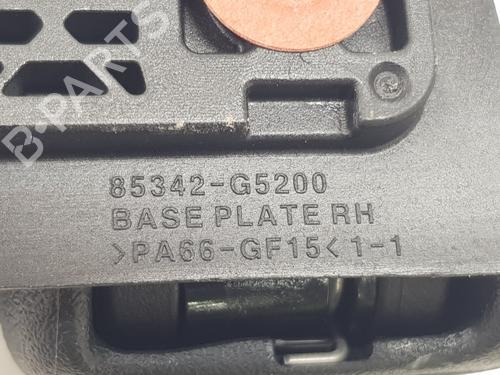 B-PARTS
85342-G5200
BASE PLATE RH
>PA66-GF15< 1-1